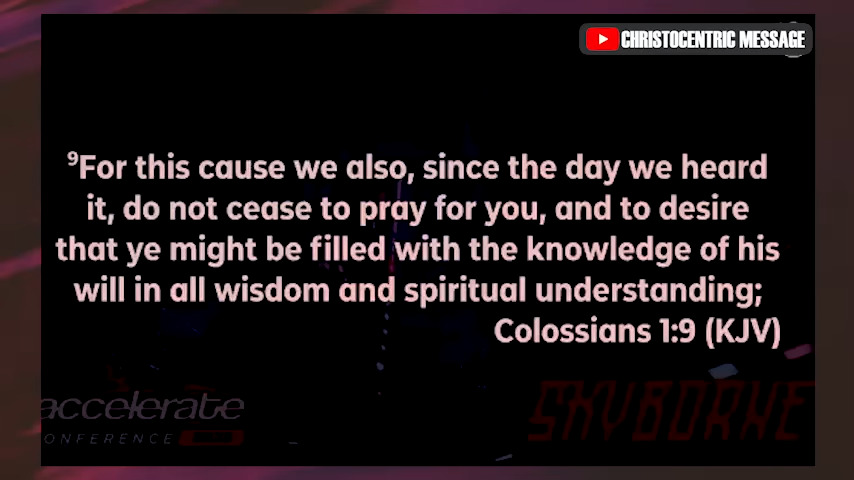 CHRISTOCENTRIC MESSAGE
⁹For this cause we also, since the day we heard
it, do not cease to pray for you, and to desire
that ye might be filled with the knowledge of his
will in all wisdom and spiritual understanding;
Colossians 1:9 (KJV)
accelerate
ONFERENCE
SKYBORNE